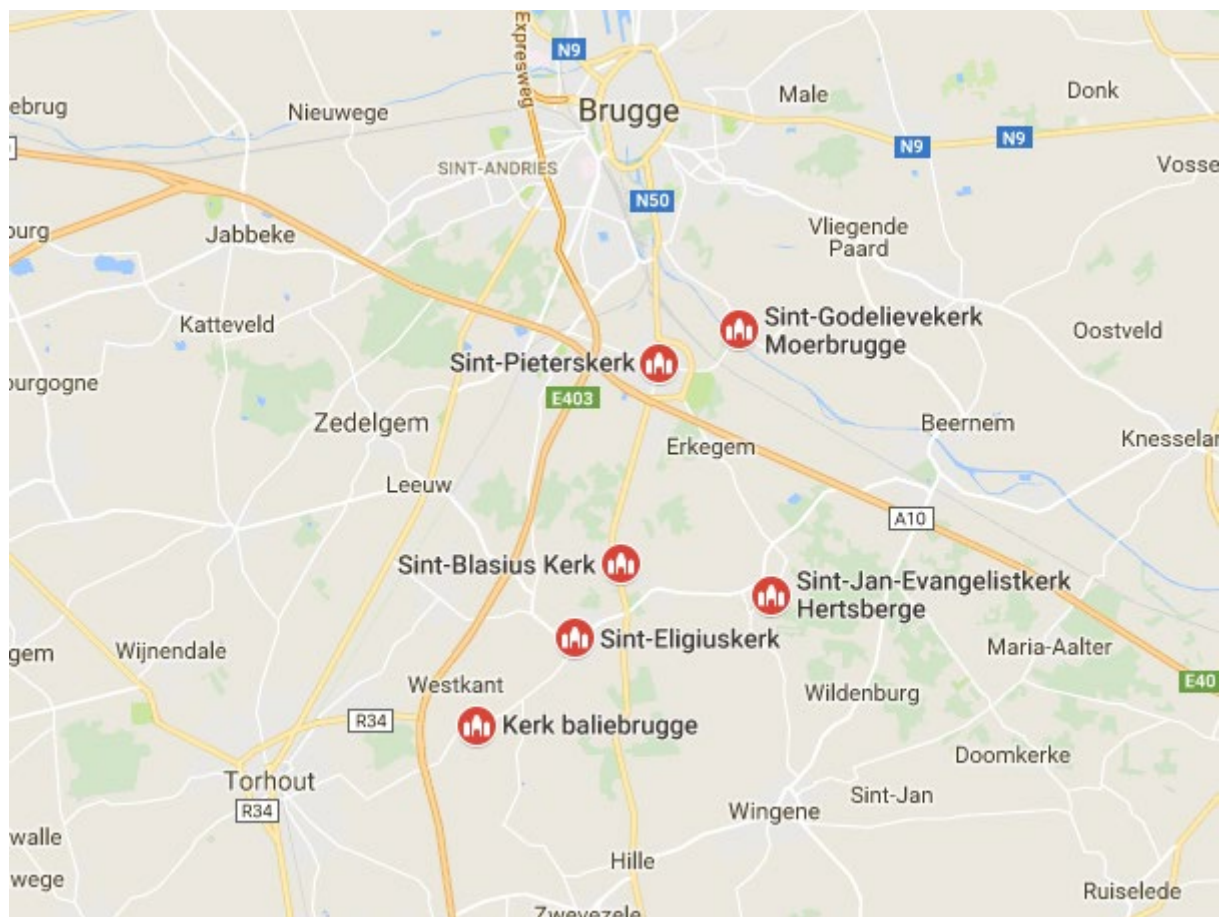 Expresweg
N9
ebrug
Nieuwege
Brugge
Male
Donk
N9
N9
SINT-ANDRIES
Vosse
N50
ourg
Jabbeke
Vliegende
Paard
Katteveld
Sint-Godelievekerk
Moerbrugge
Oostveld
Sint-Pieterskerk
ourgogne
E403
Zedelgem
Beernem
Erkegem
Knesselar
Leeuw
A10
Sint-Blasius Kerk
Sint-Jan-Evangelistkerk
Hertsberge
Sint-Eligiuskerk
gem
Wijnendale
Maria-Aalter
Westkant
Wildenburg
E40
R34
Kerk baliebrugge
Doomkerke
Torhout
R34
Wingene
Sint-Jan
walle
Hille
wege
Ruiselede
Zwevezele